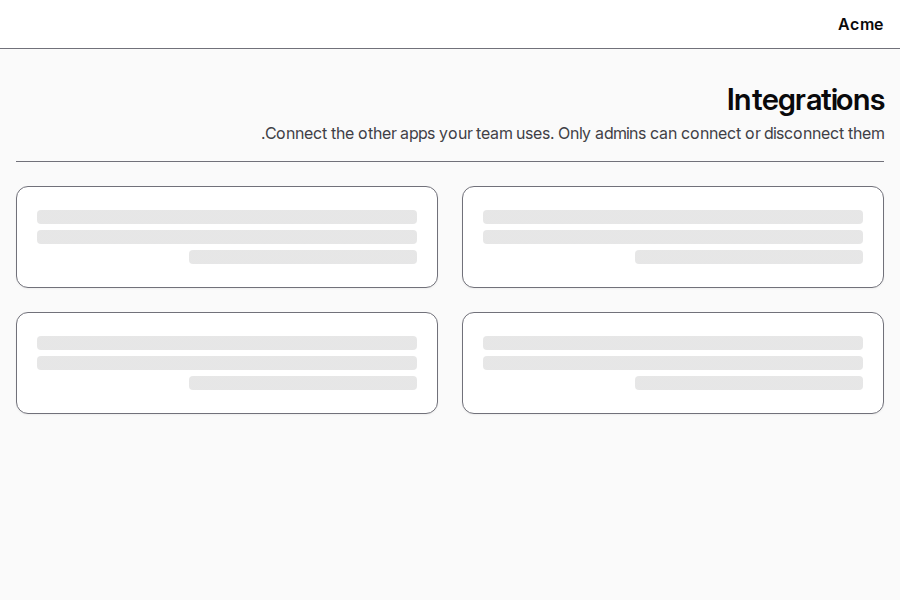 Acme
Integrations
Connect the other apps your team uses. Only admins can connect or disconnect them.